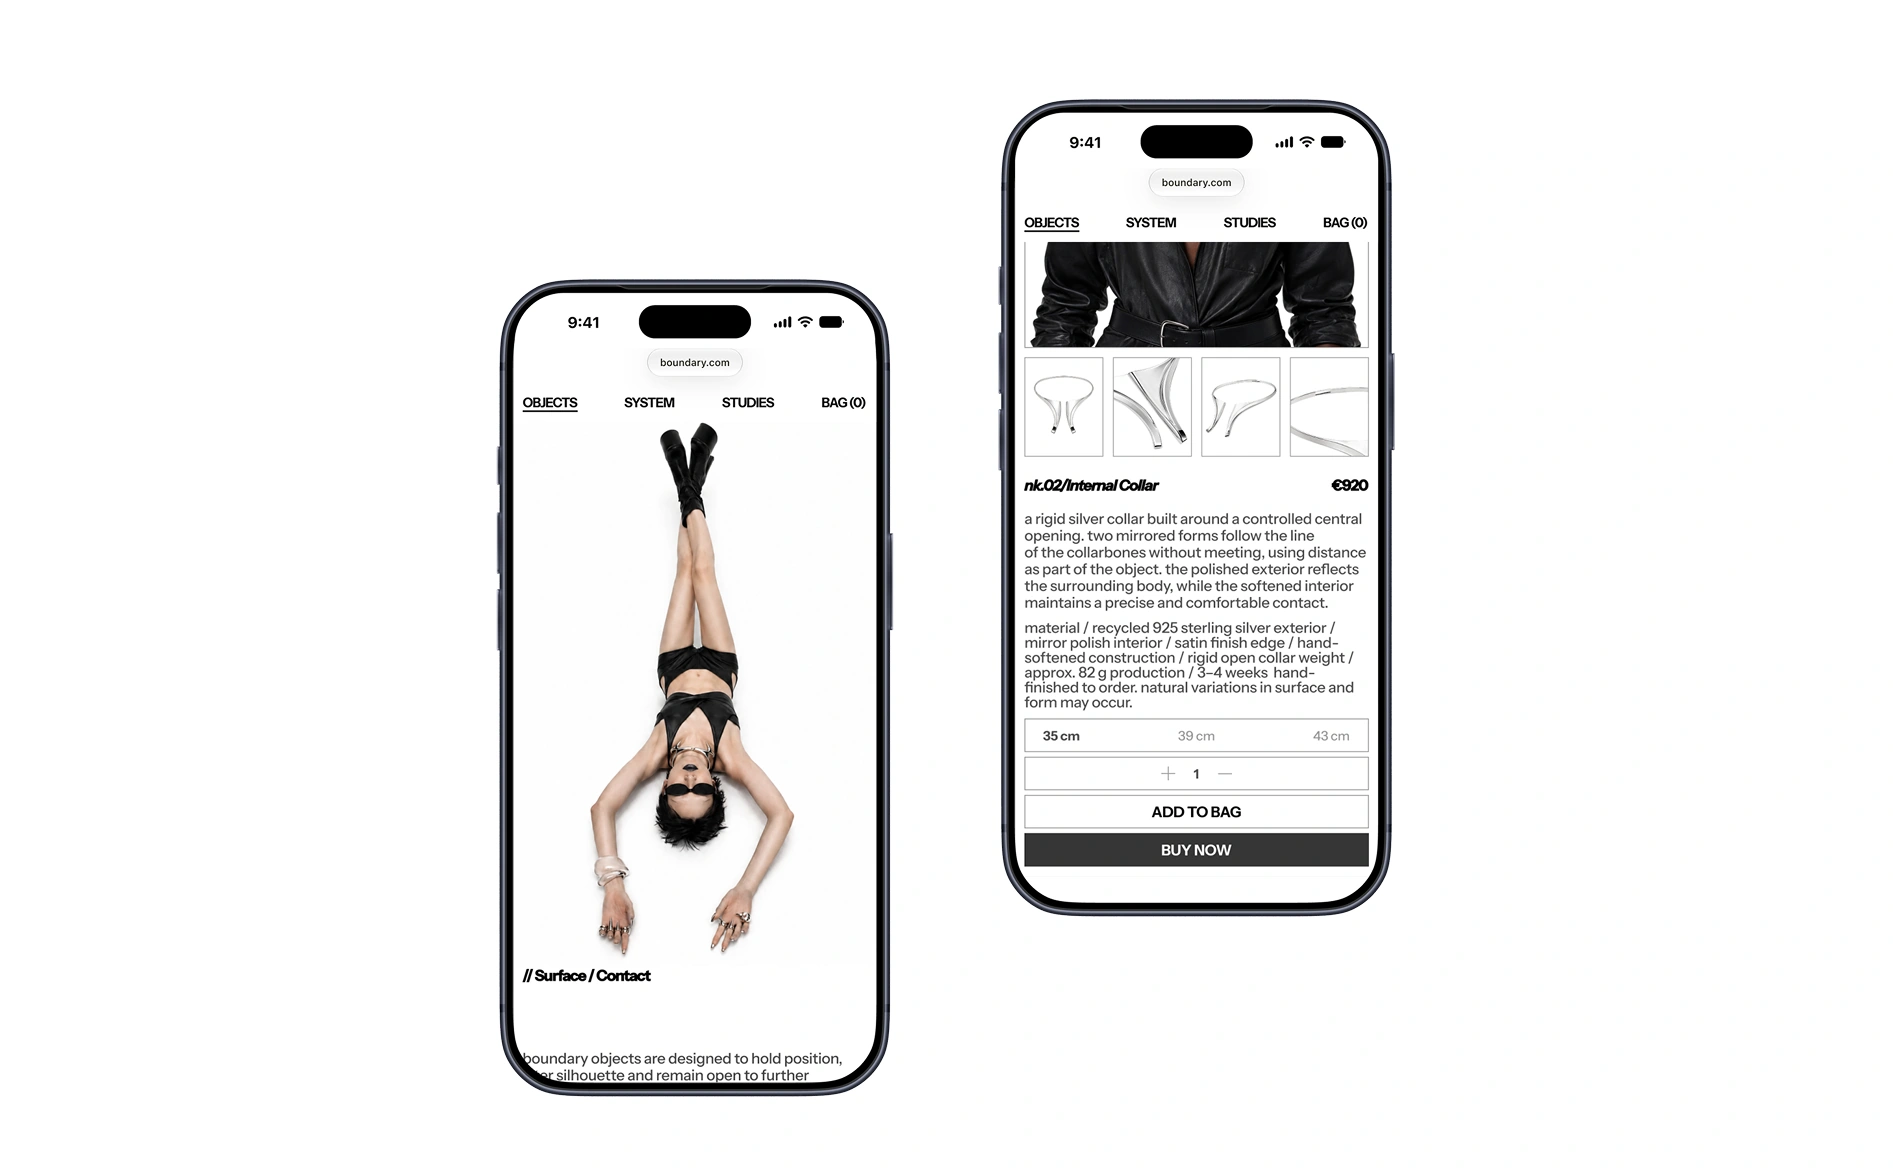 9:41
boundary.com
OBJECTS SYSTEM STUDIES BAG (0)
// Surface / Contact
boundary objects are designed to hold position,
silhouette and remain open to further
9:41
boundary.com
OBJECTS SYSTEM STUDIES BAG (0)
nk.02/Internal Collar €920
a rigid silver collar built around a controlled central
opening. two mirrored forms follow the line
of the collarbones without meeting, using distance
as part of the object. the polished exterior reflects
the surrounding body, while the softened interior
maintains a precise and comfortable contact.
material / recycled 925 sterling silver exterior /
mirror polish interior / satin finish edge / hand-
softened construction / rigid open collar weight /
approx. 82 g production / 3–4 weeks hand-
finished to order. natural variations in surface and
form may occur.
35 cm 39 cm 43 cm
+ 1 —
ADD TO BAG
BUY NOW